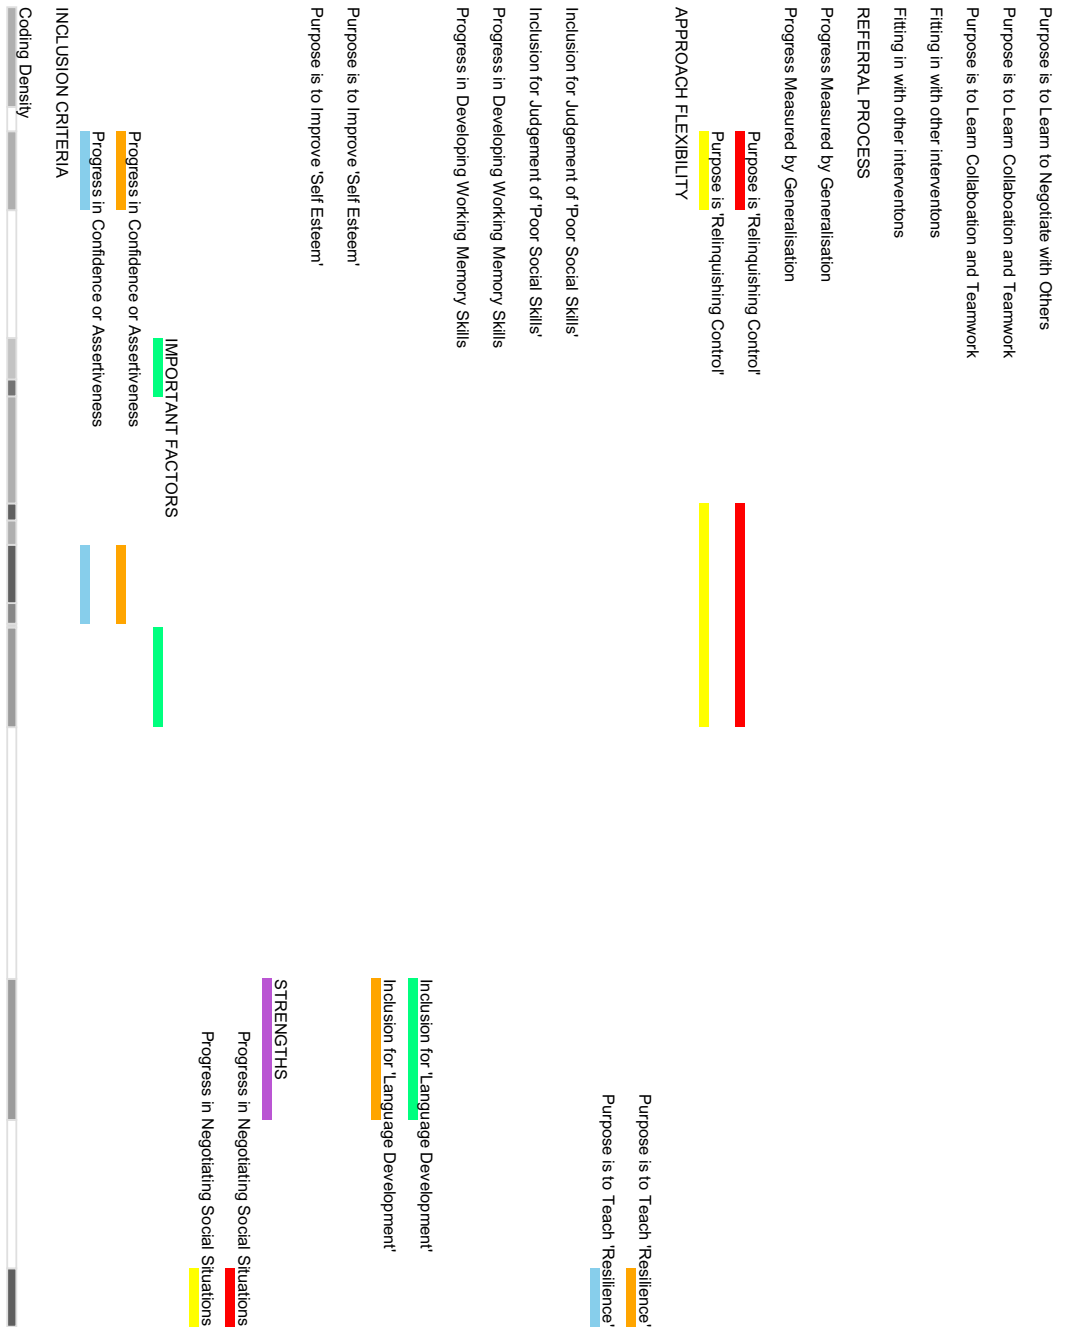 Purpose is to Learn to Negotiate with Others
Purpose is to Learn Collaboation and Teamwork
Purpose is to Learn Collaboation and Teamwork
Fitting in with other interventons
Fitting in with other interventons
REFERRAL PROCESS
Progress Measured by Generalisation
Progress Measured by Generalisation
Purpose is 'Relinquishing Control'
Purpose is 'Relinquishing Control'
APPROACH FLEXIBILITY
Purpose is to Teach 'Resilience'
Purpose is to Teach 'Resilience'
Inclusion for Judgement of 'Poor Social Skills'
Inclusion for Judgement of 'Poor Social Skills'
Progress in Developing Working Memory Skills
Progress in Developing Working Memory Skills
Inclusion for 'Language Development'
Inclusion for 'Language Development'
Purpose is to Improve 'Self Esteem'
Purpose is to Improve 'Self Esteem'
STRENGTHS
Progress in Negotiating Social Situations
Progress in Negotiating Social Situations
IMPORTANT FACTORS
Progress in Confidence or Assertiveness
Progress in Confidence or Assertiveness
INCLUSION CRITERIA
Coding Density